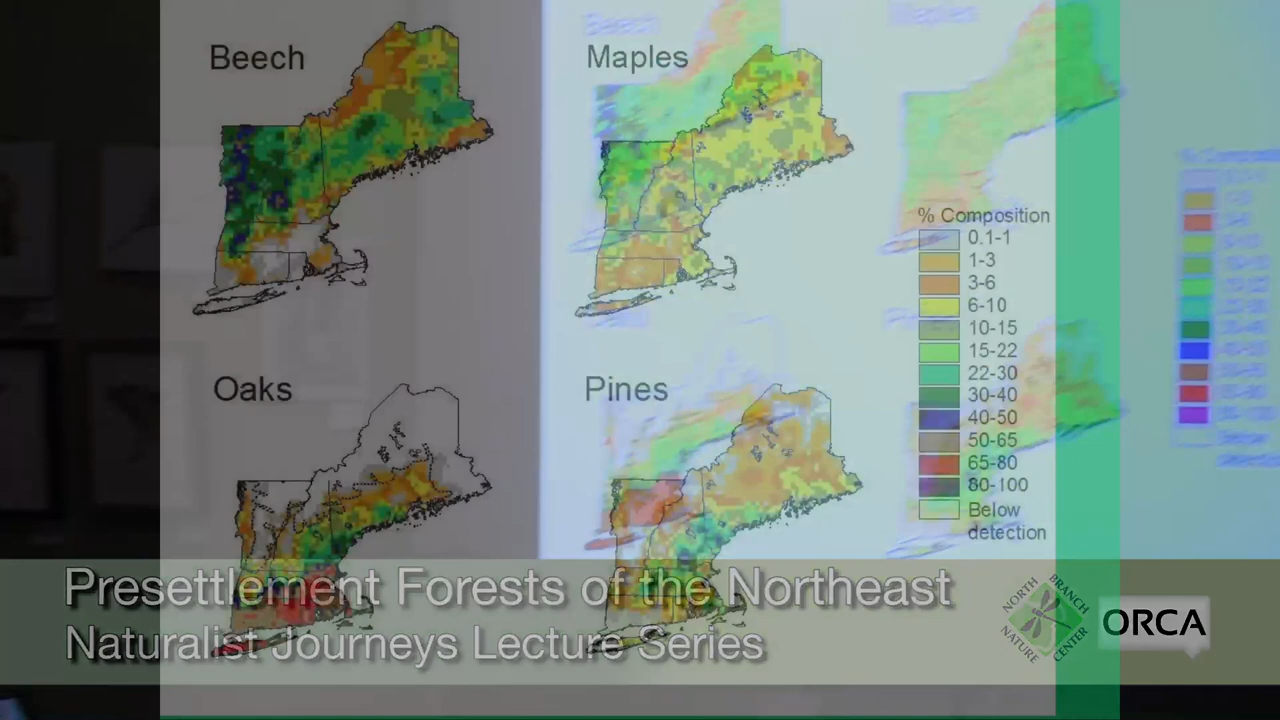 Beech
Maples
% Composition
0.1-1
1-3
3-6
6-10
10-15
15-22
22-30
30-40
40-50
50-65
65-80
80-100
Below
detection
Oaks
Pines
Presettlement Forests of the Northeast
Naturalist Journeys Lecture Series
NORTH
BRANCH
NATURE
CENTER
ORCA